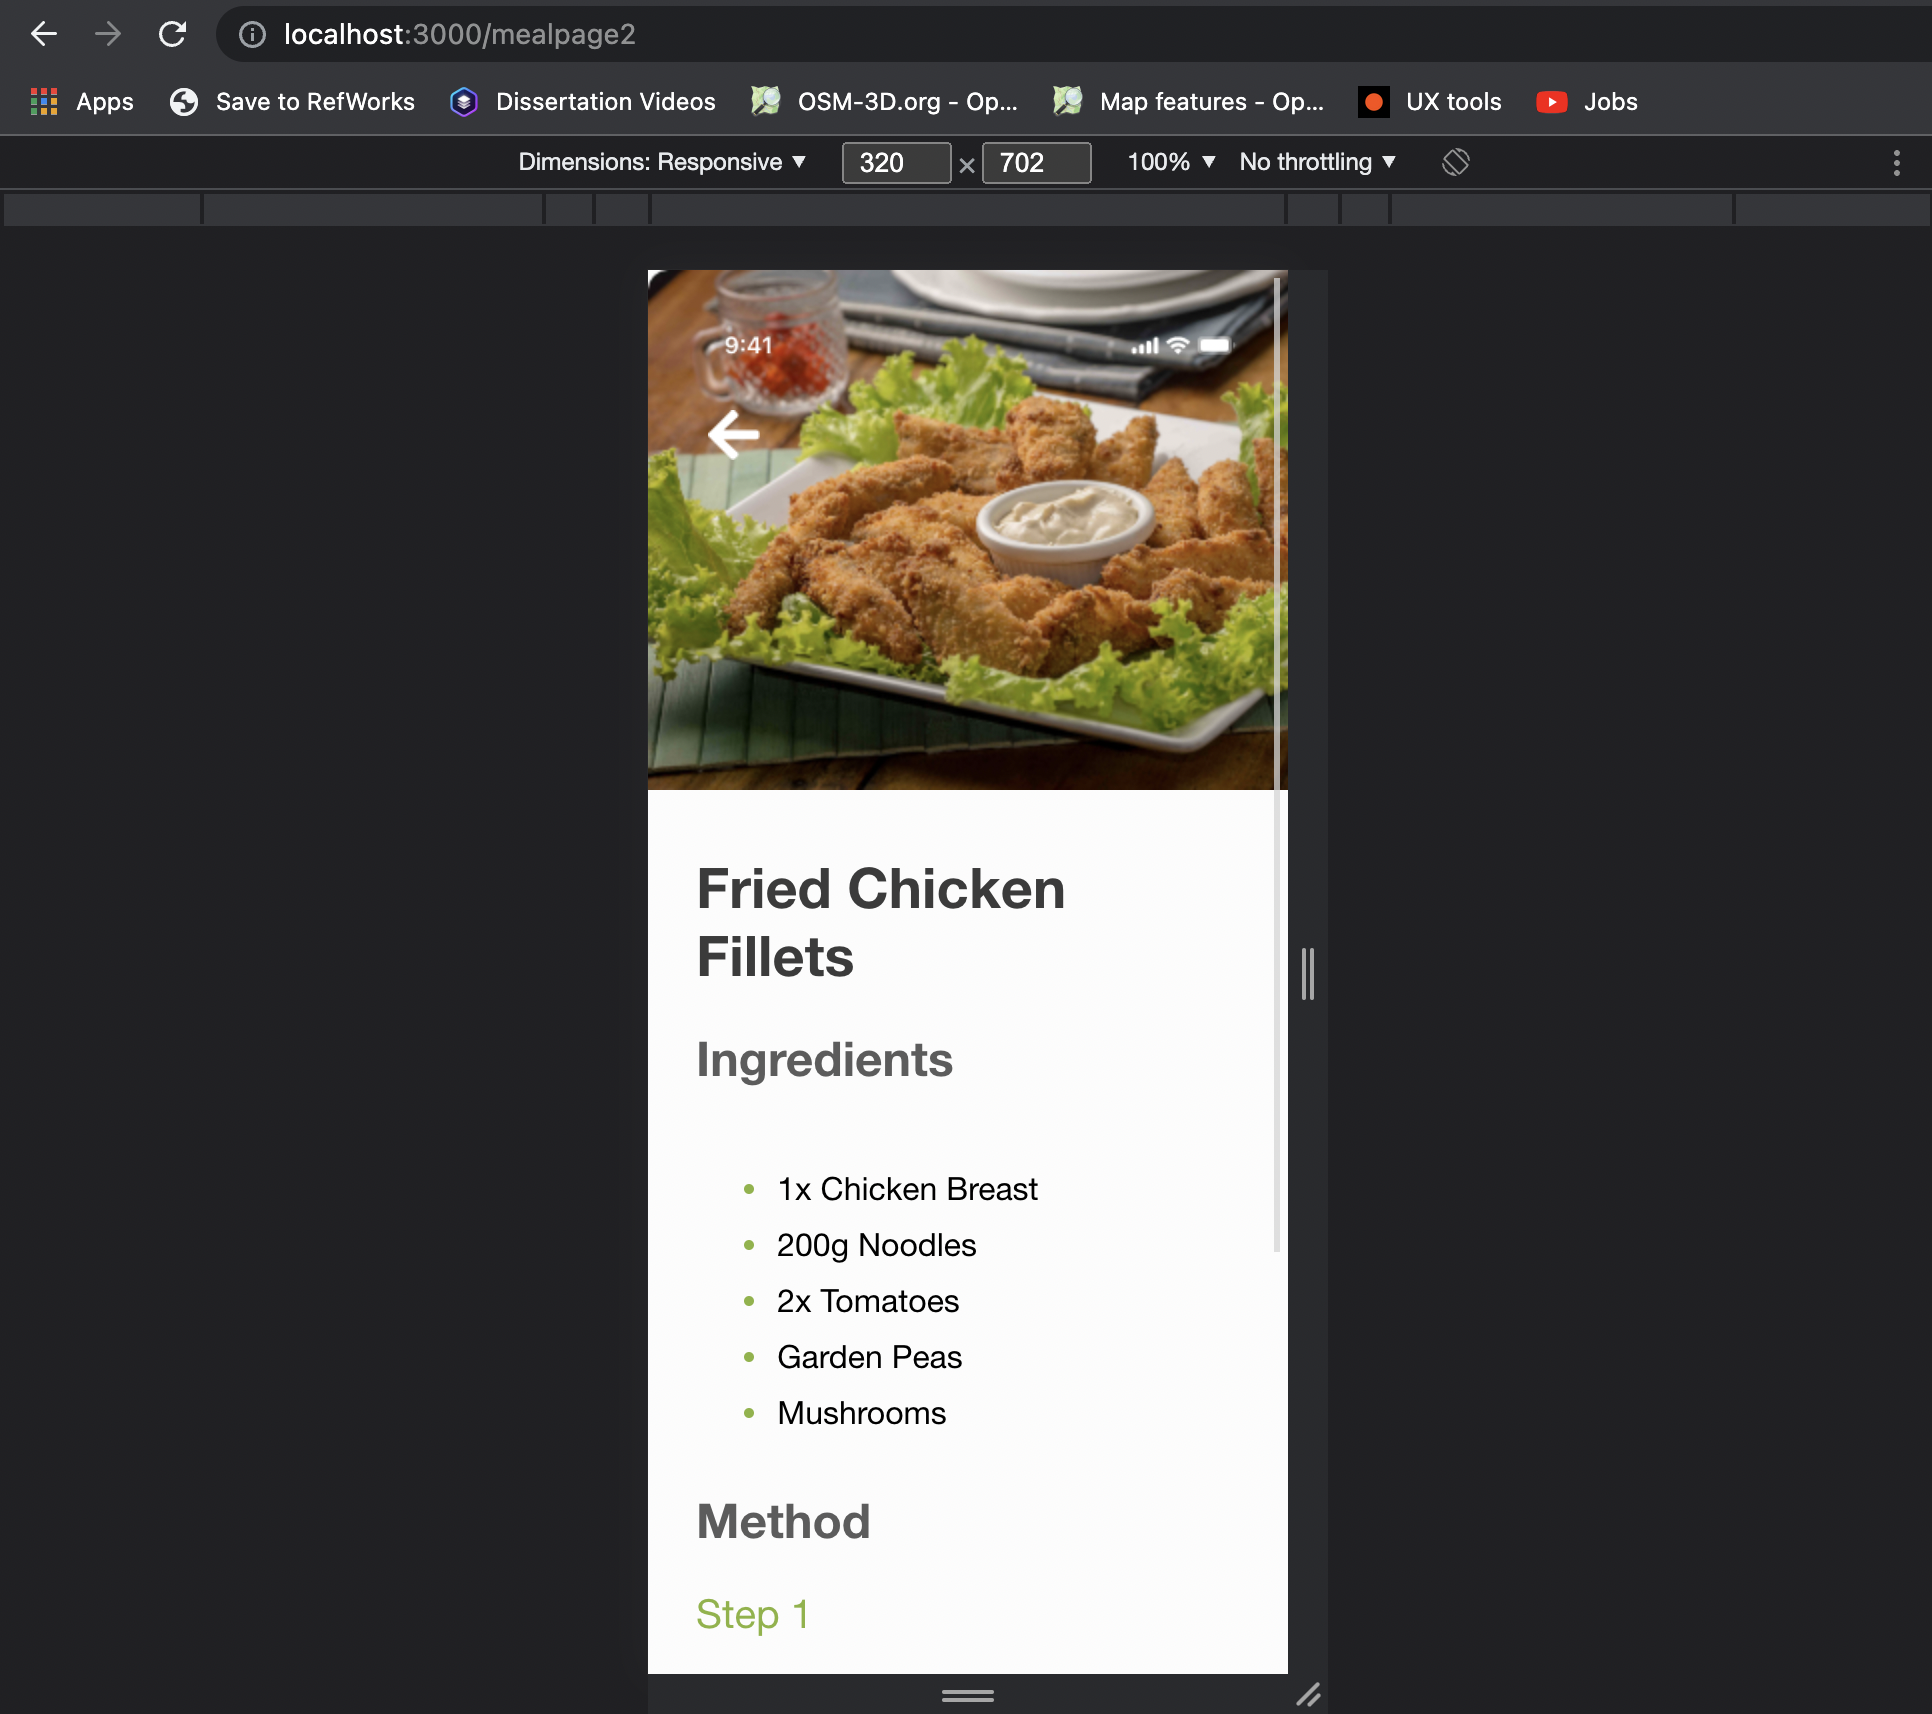 localhost:3000/mealpage2
Apps Save to RefWorks Dissertation Videos OSM-3D.org - Op... Map features - Op... UX tools Jobs
Dimensions: Responsive ▼ 320 × 702 100% ▼ No throttling ▼
9:41
Fried Chicken
Fillets
Ingredients
• 1x Chicken Breast
• 200g Noodles
• 2x Tomatoes
• Garden Peas
• Mushrooms
Method
Step 1